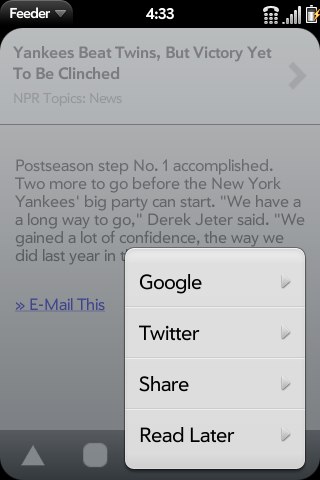 Feeder 4:33
Yankees Beat Twins, But Victory Yet
To Be Clinched
NPR Topics: News
Postseason step No. 1 accomplished.
Two more to go before the New York
Yankees' big party can start. "We have a
a long way to go," Derek Jeter said. "We
gained a lot of confidence, the way we
did last year in
» E-Mail This
Google
Twitter
Share
Read Later